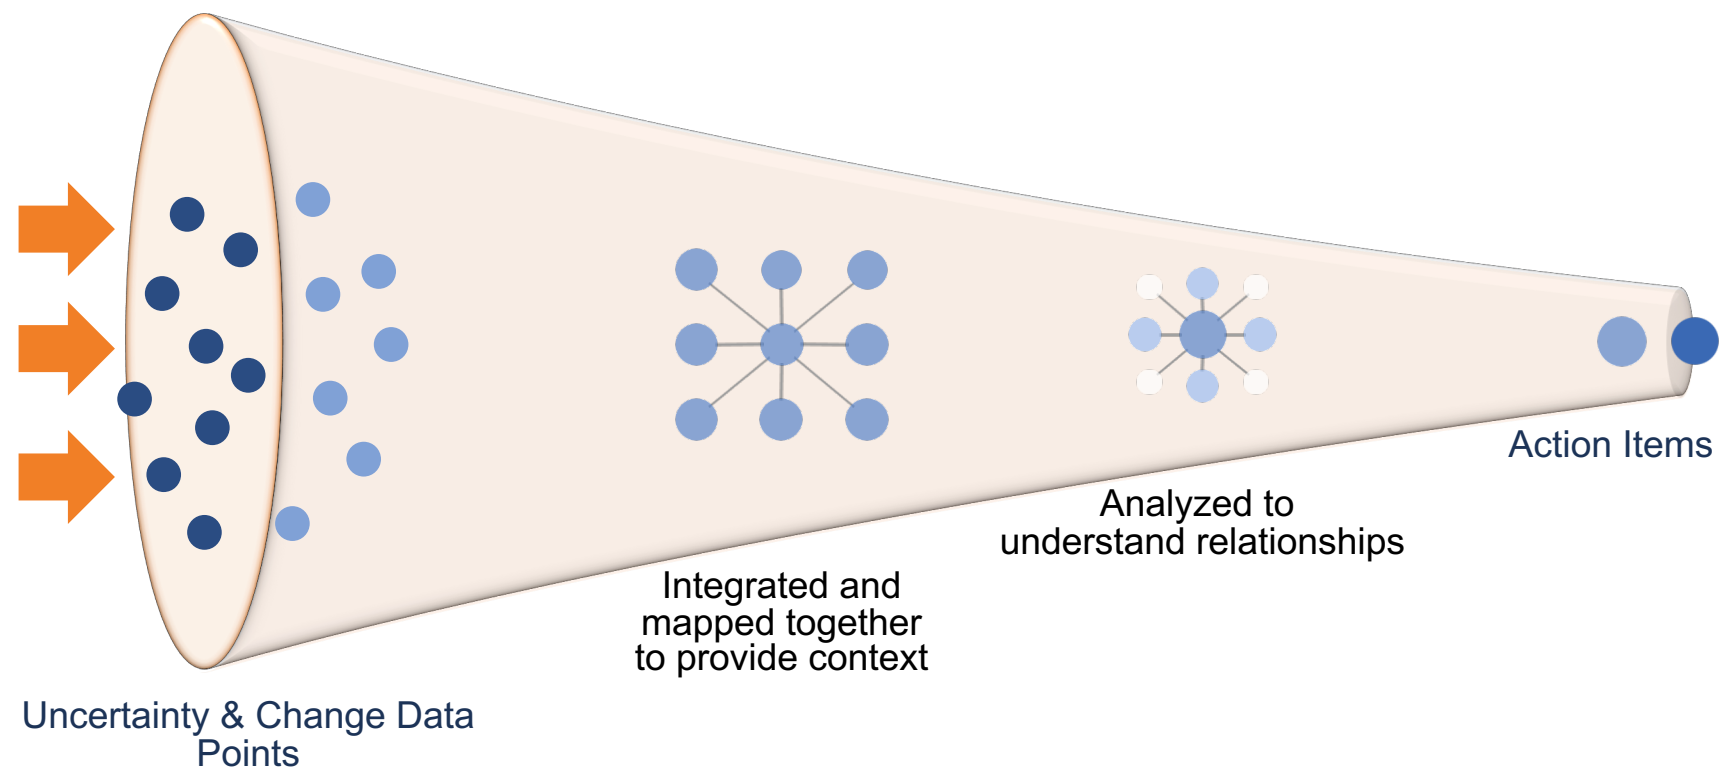 Uncertainty & Change Data
Points
Integrated and
mapped together
to provide context
Analyzed to
understand relationships
Action Items